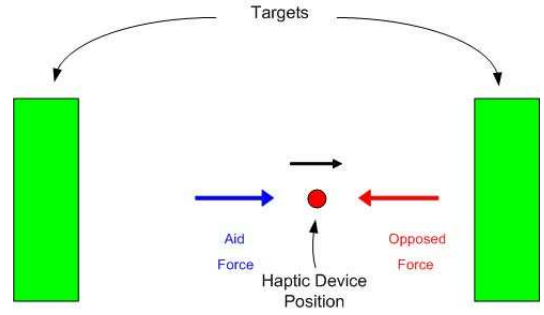 Targets
Aid
Force
Opposed
Force
Haptic Device
Position